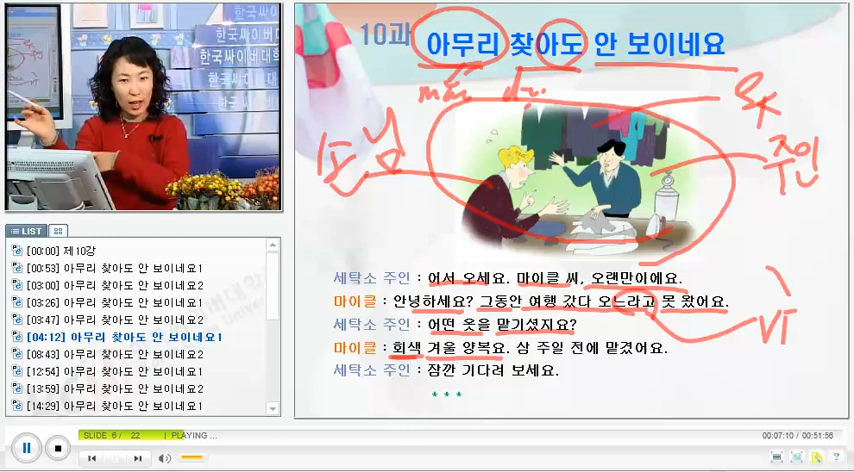 10과 아무리 찾아도 안 보이네요
옷
손님
주인
세탁소 주인 : 어서 오세요. 마이클 씨, 오랜만이에요.
마이클 : 안녕하세요? 그동안 여행 갔다 오느라고 못 왔어요.
세탁소 주인 : 어떤 옷을 맡기셨지요?
마이클 : 회색 겨울 양복요. 삼 주일 전에 맡겼어요.
세탁소 주인 : 잠깐 기다려 보세요.
* * *
Vì
LIST
[00:00] 제10강
[00:53] 아무리 찾아도 안 보이네요1
[03:00] 아무리 찾아도 안 보이네요2
[03:26] 아무리 찾아도 안 보이네요1
[03:47] 아무리 찾아도 안 보이네요2
[04:12] 아무리 찾아도 안 보이네요1
[08:43] 아무리 찾아도 안 보이네요2
[12:54] 아무리 찾아도 안 보이네요1
[13:59] 아무리 찾아도 안 보이네요2
[14:29] 아무리 찾아도 안 보이네요1
SLIDE 6 / 22 | PLAYING ...
00:07:10 / 00:51:56